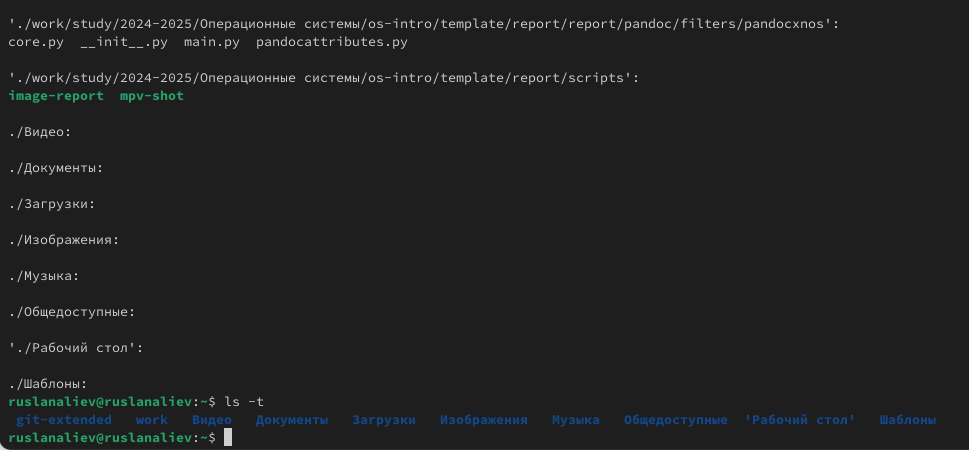 './work/study/2024-2025/Операционные системы/os-intro/template/report/report/pandoc/filters/pandocxnos':
core.py  __init__.py  main.py  pandocattributes.py
'./work/study/2024-2025/Операционные системы/os-intro/template/report/scripts':
image-report  mpv-shot
./Видео:
./Документы:
./Загрузки:
./Изображения:
./Музыка:
./Общедоступные:
'./Рабочий стол':
./Шаблоны:
ruslanaliev@ruslanaliev:~$ ls -t
git-extended  work  Видео  Документы  Загрузки  Изображения  Музыка  Общедоступные  'Рабочий стол'  Шаблоны
ruslanaliev@ruslanaliev:~$